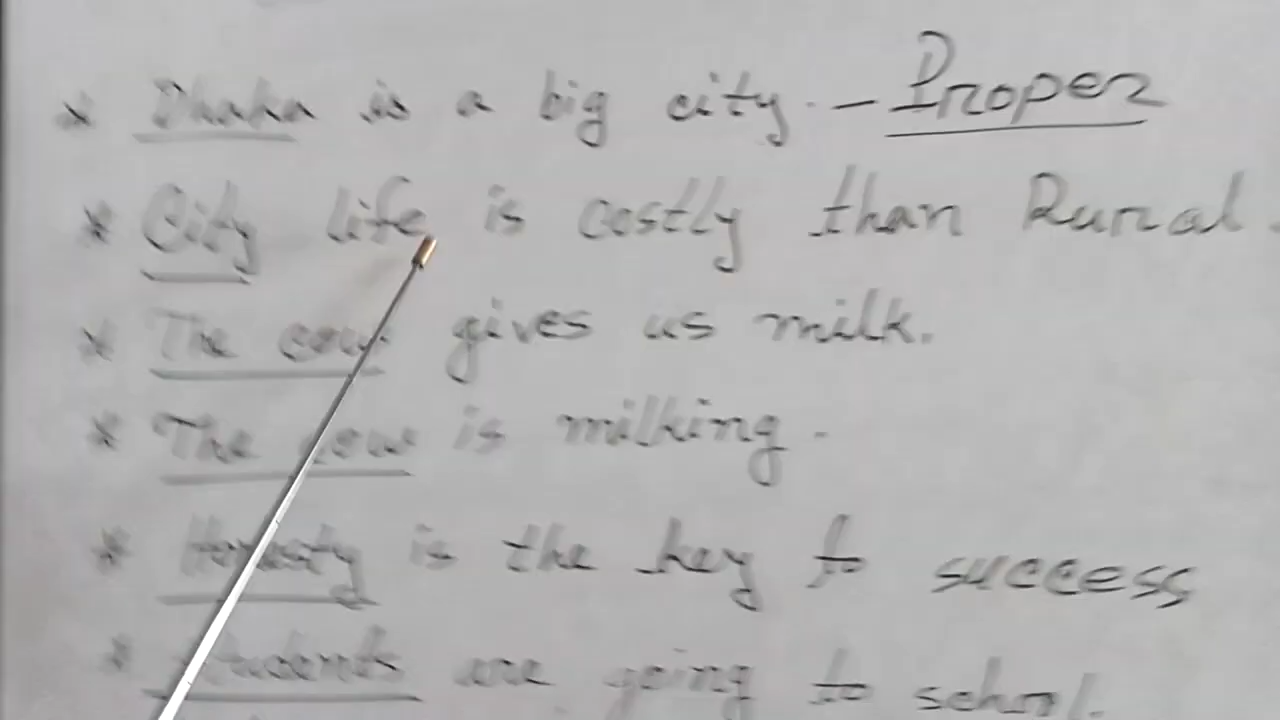 * Dhaka is a big city. - Proper
* City life is costly than Rural.
* The cow gives us milk.
* The cow is milking.
* Honesty is the key to success
* Students are going to school.